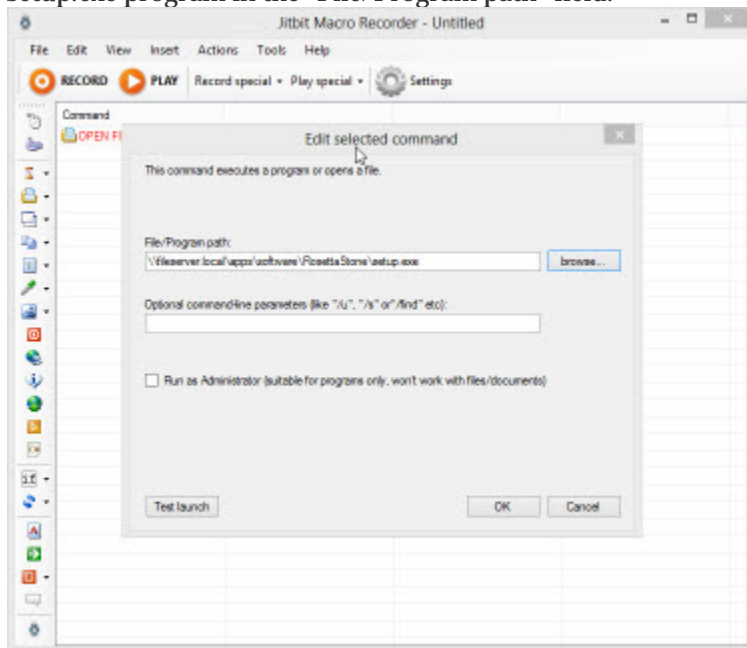 setup.exe program in the "File/Program path" field.
Jitbit Macro Recorder - Untitled
File Edit View Insert Actions Tools Help
RECORD PLAY Record special Play special Settings
Command
OPEN FI
Edit selected command
This command executes a program or opens a file.
File/Program path:
\\fileserver.local\apps\software\RosettaStone\setup.exe
browse...
Optional command-line parameters (like "/u", "/s" or"/find" etc):
Run as Administrator (suitable for programs only, won't work with files/documents)
Test launch OK Cancel